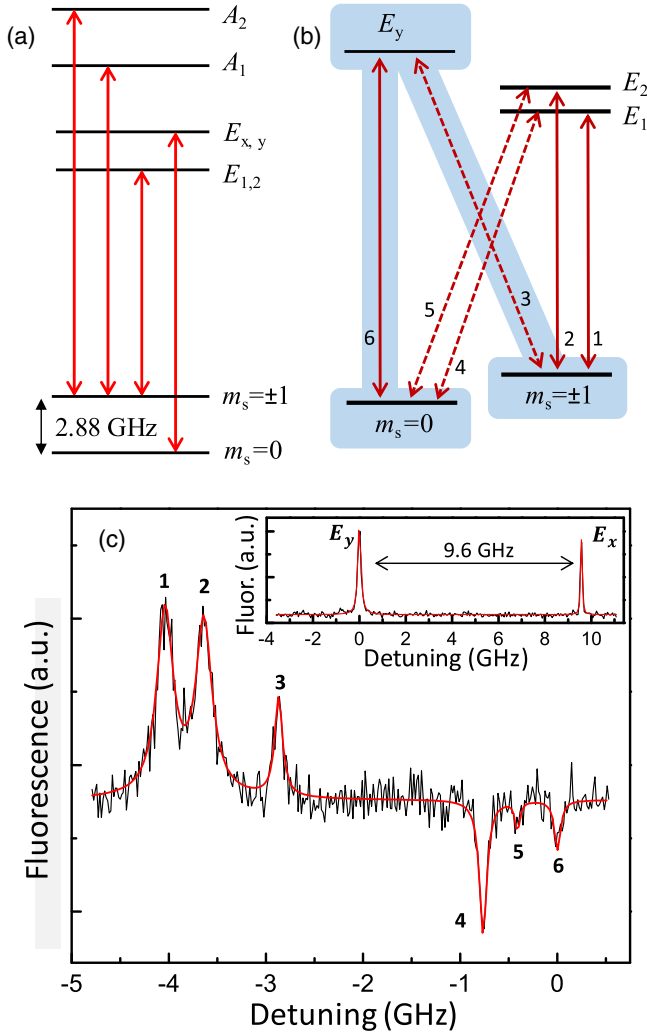 (a)
A2
A1
Ex, y
E1,2
ms=±1
2.88 GHz
ms=0
(b)
Ey
E2
E1
5
3
6
4
2
1
ms=±1
ms=0
(c)
Ey
Ex
9.6 GHz
Fluor. (a.u.)
-4 -2 0 2 4 6 8 10
Detuning (GHz)
1
2
3
4
5
6
Fluorescence (a.u.)
-5 -4 -3 -2 -1 0
Detuning (GHz)